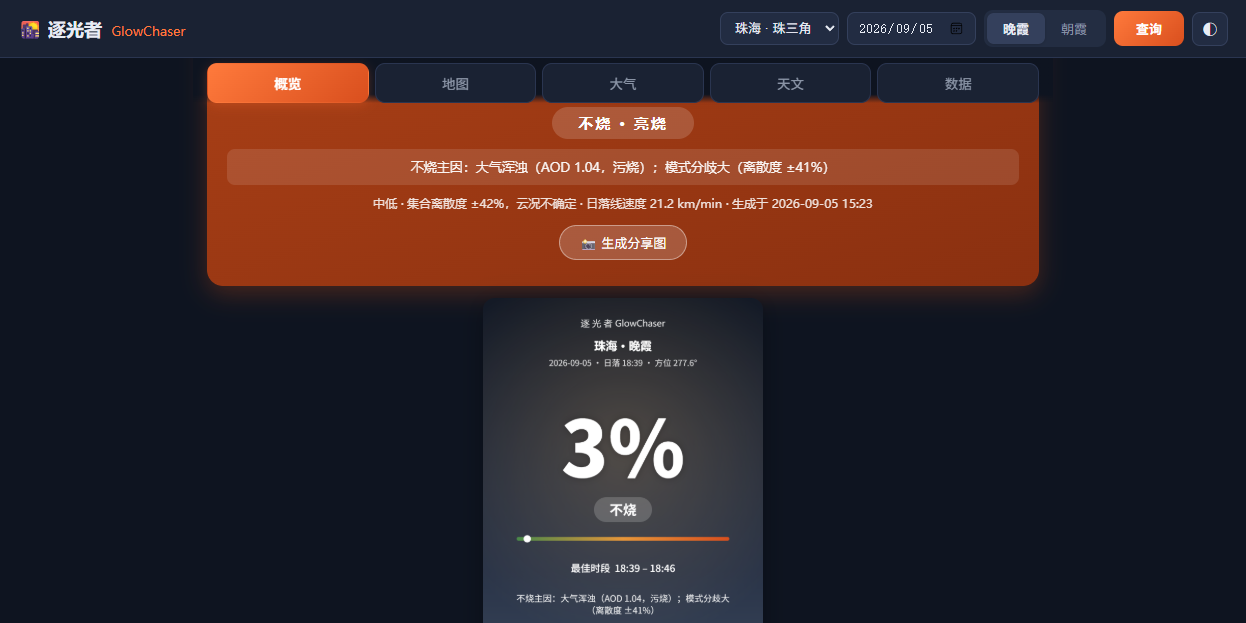 逐光者 GlowChaser
珠海 · 珠三角
2026/09/05
晚霞 朝霞
查询
概览 地图 大气 天文 数据
不烧 · 亮烧
不烧主因：大气浑浊（AOD 1.04，污烧）；模式分歧大（离散度 ±41%）
中低 · 集合离散度 ±42%，云况不确定 · 日落线速度 21.2 km/min · 生成于 2026-09-05 15:23
生成分享图
逐 光 者 GlowChaser
珠海 · 晚霞
2026-09-05 · 日落 18:39 · 方位 277.6°
3%
不烧
最佳时段 18:39 – 18:46
不烧主因：大气浑浊（AOD 1.04，污烧）；模式分歧大
（离散度 ±41%）